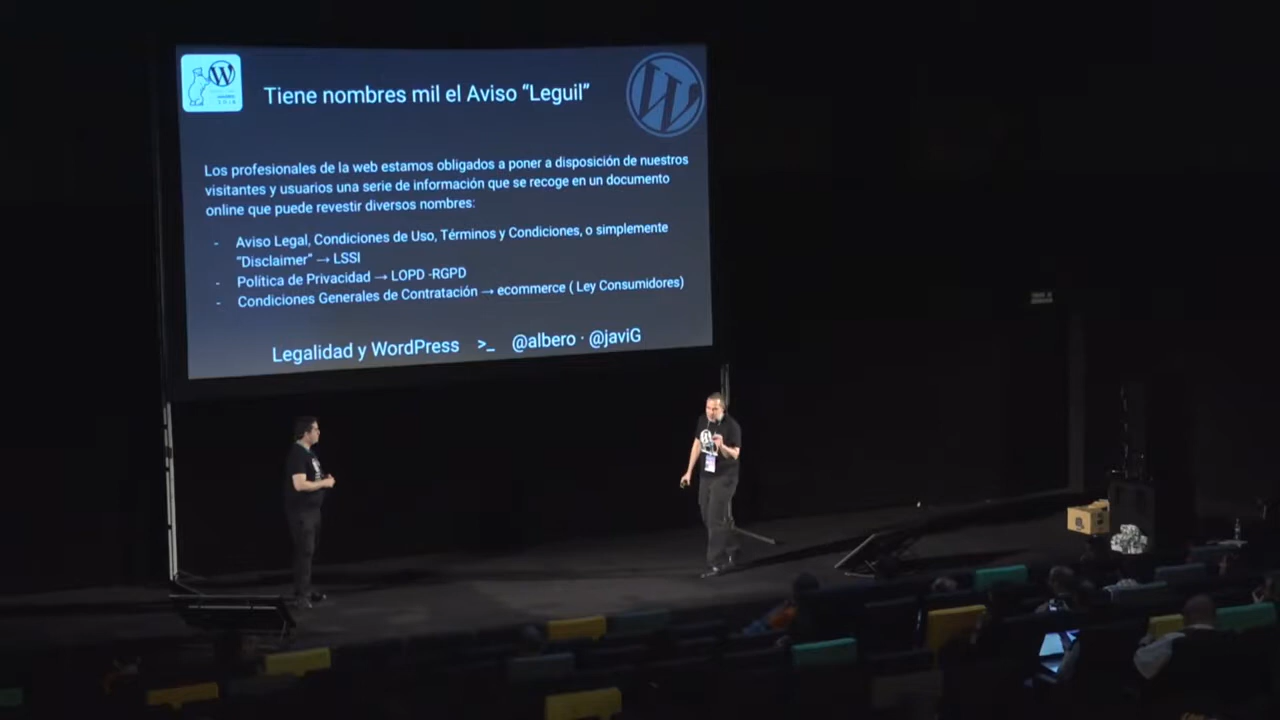 Tiene nombres mil el Aviso “Leguil”
Los profesionales de la web estamos obligados a poner a disposición de nuestros
visitantes y usuarios una serie de información que se recoge en un documento
online que puede revestir diversos nombres:
- Aviso Legal, Condiciones de Uso, Términos y Condiciones, o simplemente
“Disclaimer” → LSSI
- Política de Privacidad → LOPD -RGPD
- Condiciones Generales de Contratación → ecommerce ( Ley Consumidores)
Legalidad y WordPress >_ @albero · @javiG